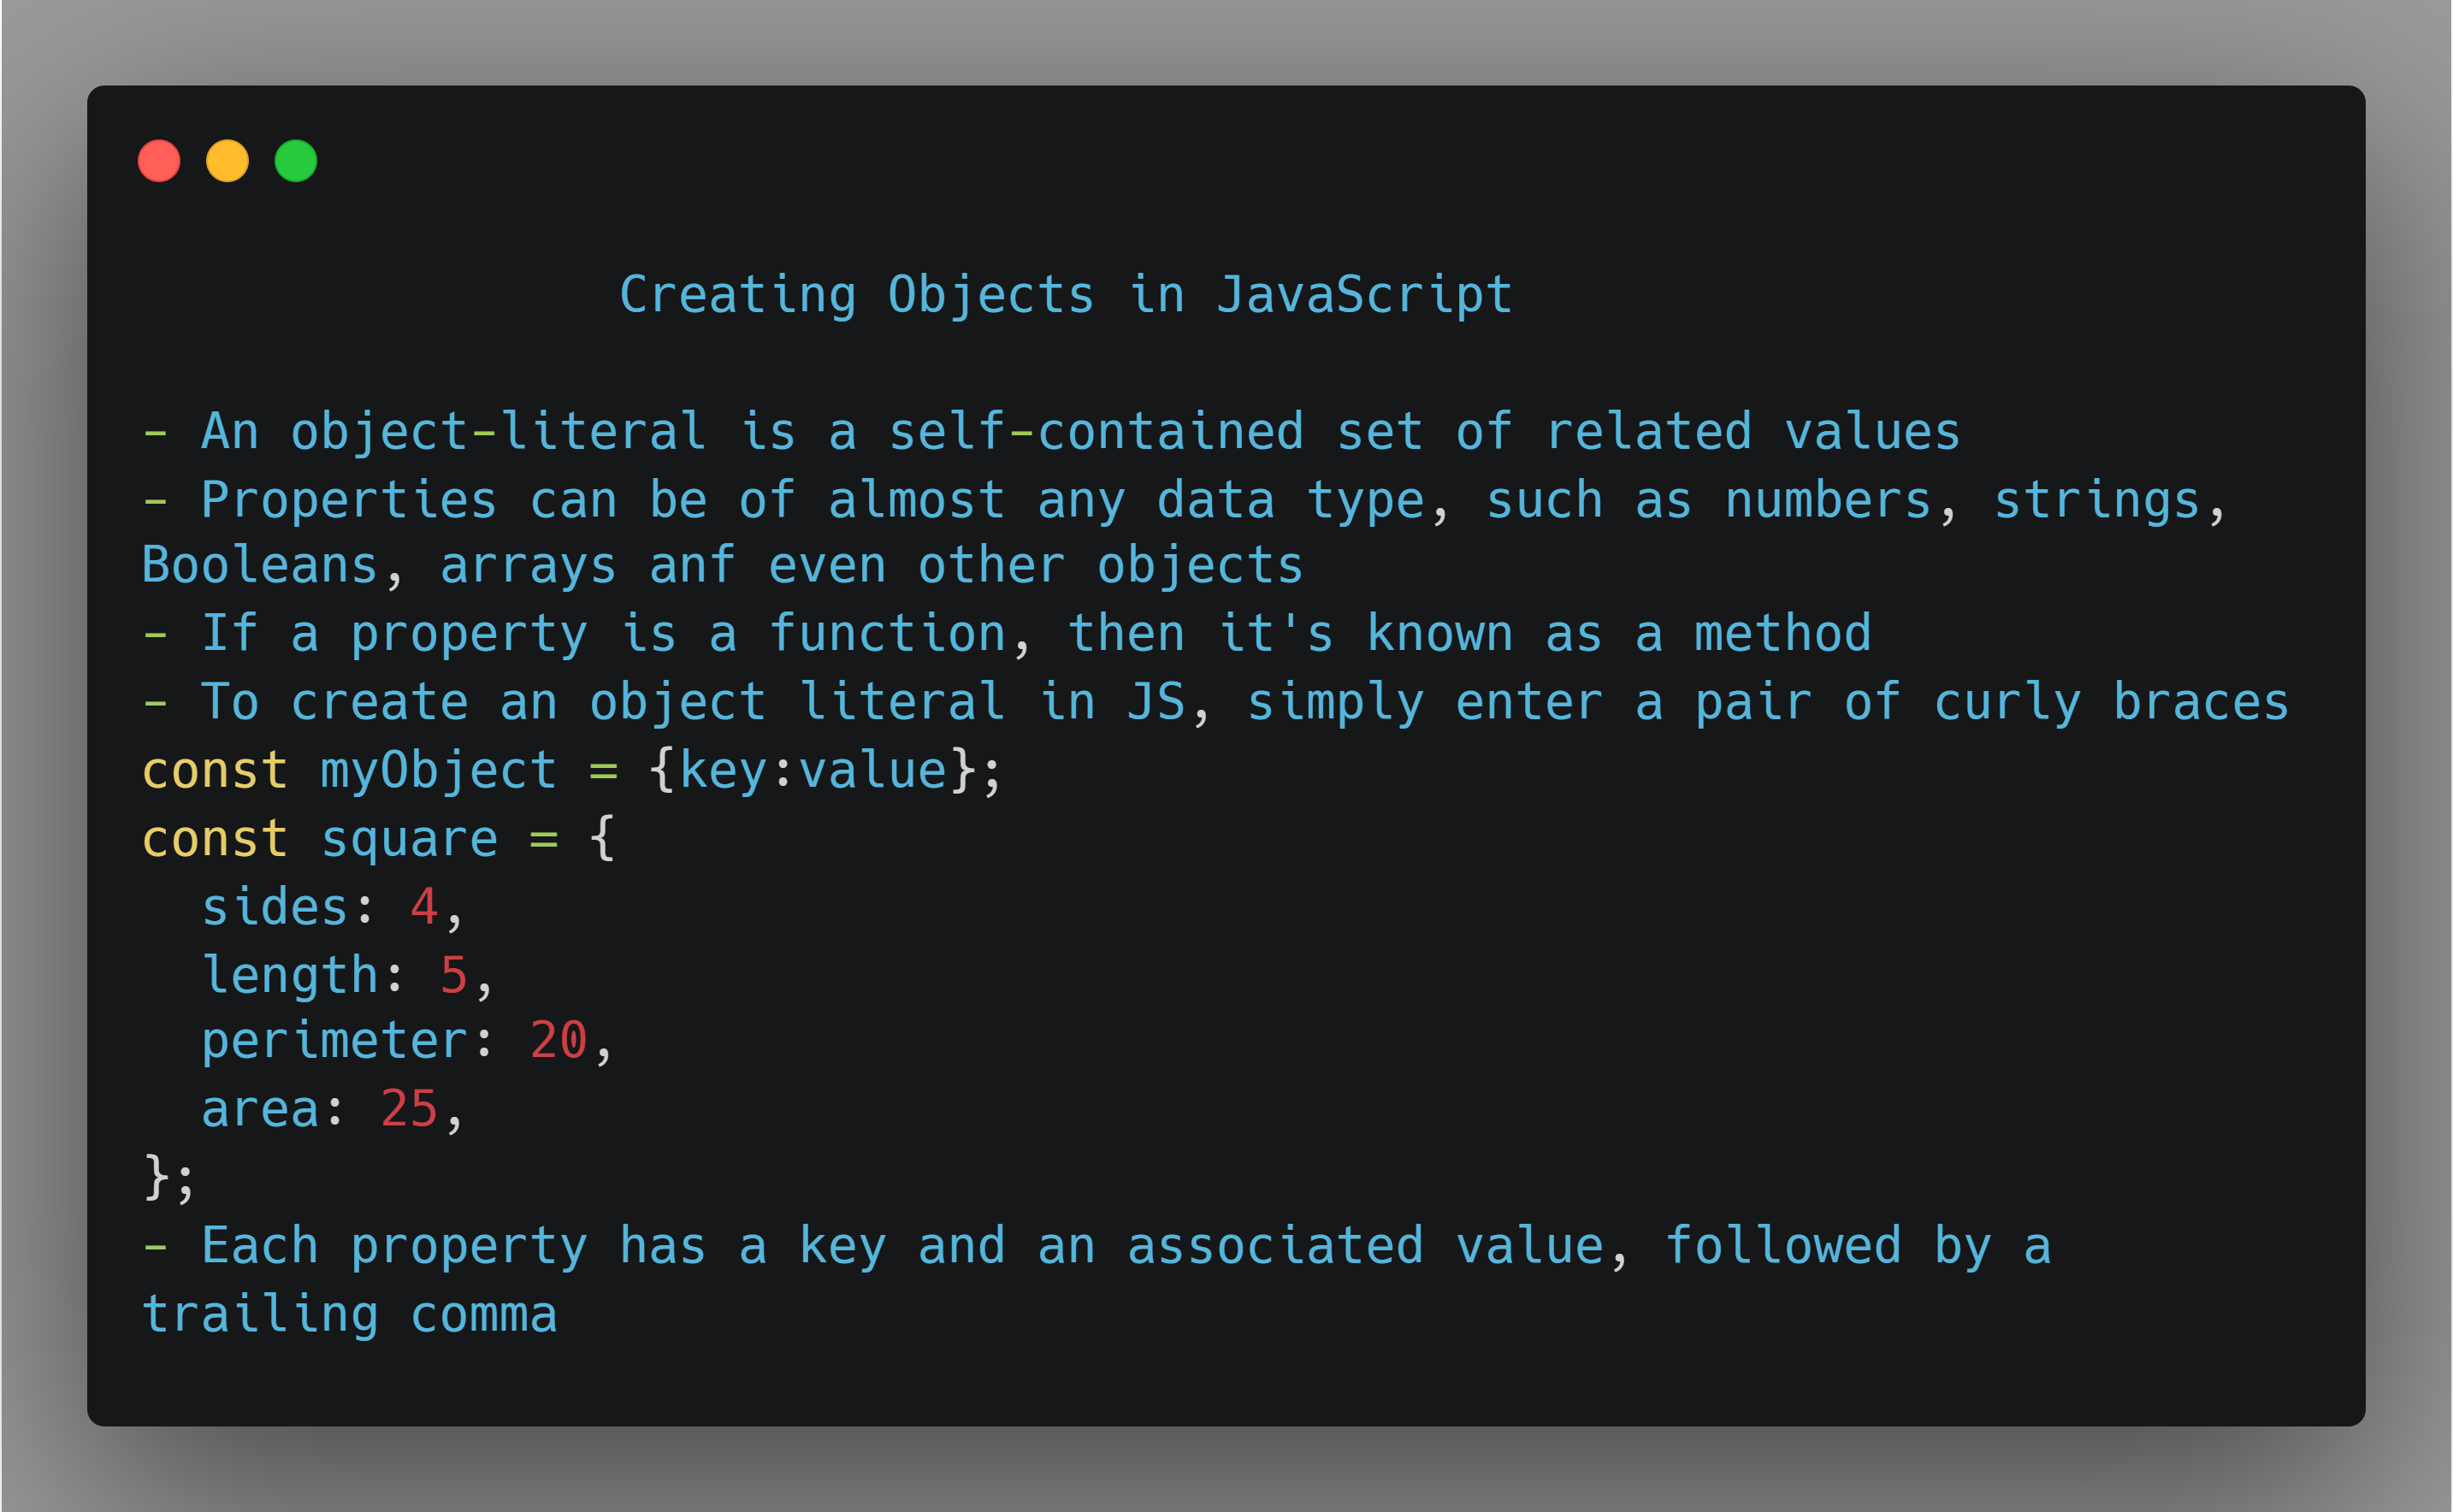 Creating Objects in JavaScript
- An object-literal is a self-contained set of related values
- Properties can be of almost any data type, such as numbers, strings,
Booleans, arrays anf even other objects
- If a property is a function, then it's known as a method
- To create an object literal in JS, simply enter a pair of curly braces
const myObject = {key:value};
const square = {
  sides: 4,
  length: 5,
  perimeter: 20,
  area: 25,
};
- Each property has a key and an associated value, followed by a
trailing comma